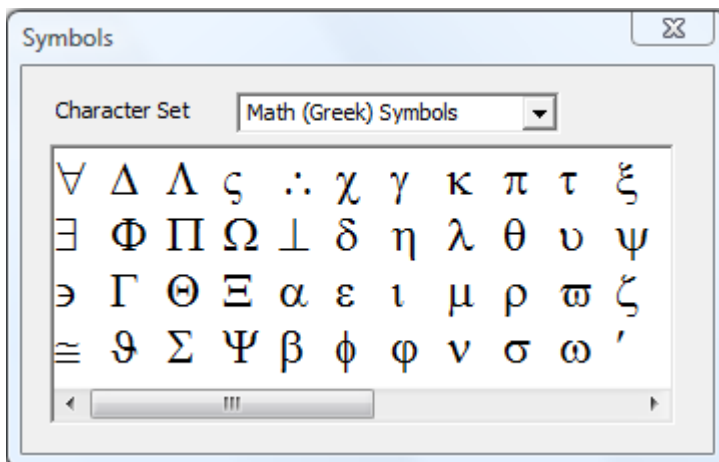 Symbols
Character Set Math (Greek) Symbols
∀ Δ Λ ς ∴ χ γ κ π τ ξ
∃ Φ Π Ω ⊥ δ η λ θ υ ψ
∍ Γ Θ Ξ α ε ι μ ρ ϖ ζ
≅ ϑ Σ Ψ β ϕ φ ν σ ω ′